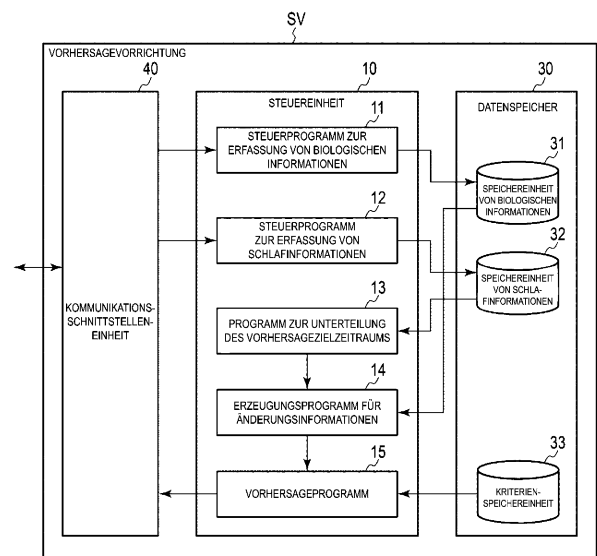 SV
VORHERSAGEVORRICHTUNG
40
10
30
STEUEREINHEIT
DATENSPEICHER
11
STEUERPROGRAMM ZUR
ERFASSUNG VON BIOLOGISCHEN
INFORMATIONEN
31
SPEICHEREINHEIT
VON BIOLOGISCHEN
INFORMATIONEN
12
STEUERPROGRAMM
ZUR ERFASSUNG VON
SCHLAFINFORMATIONEN
32
SPEICHEREINHEIT
VON SCHLA-
FINFORMATIONEN
KOMMUNIKATIONS-
SCHNITTSTELLEN-
EINHEIT
13
PROGRAMM ZUR UNTERTEILUNG
DES VORHERSAGEZIELZEITRAUMS
14
ERZEUGUNGSPROGRAMM FÜR
ÄNDERUNGSINFORMATIONEN
15
VORHERSAGEPROGRAMM
33
KRITERIEN-
SPEICHEREINHEIT